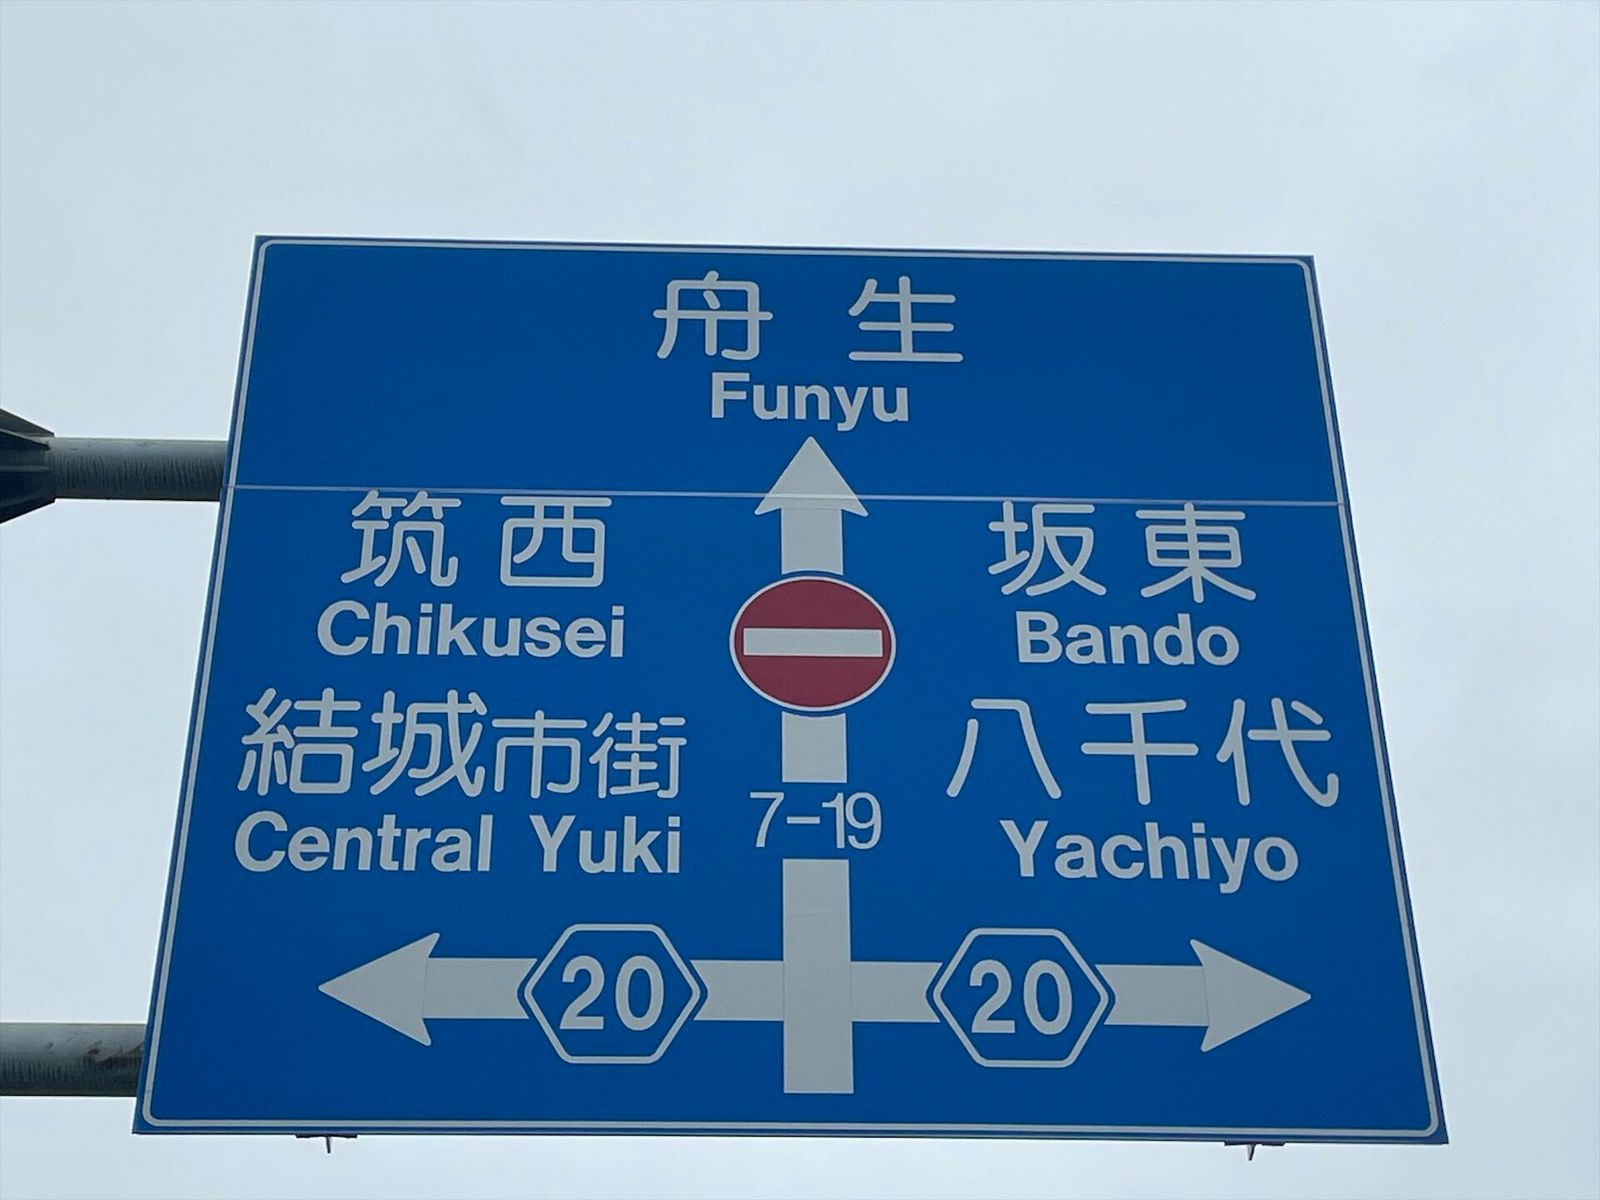 舟生
Funyu
筑西
Chikusei
結城市街
Central Yuki
7-19
坂東
Bando
八千代
Yachiyo
20
20